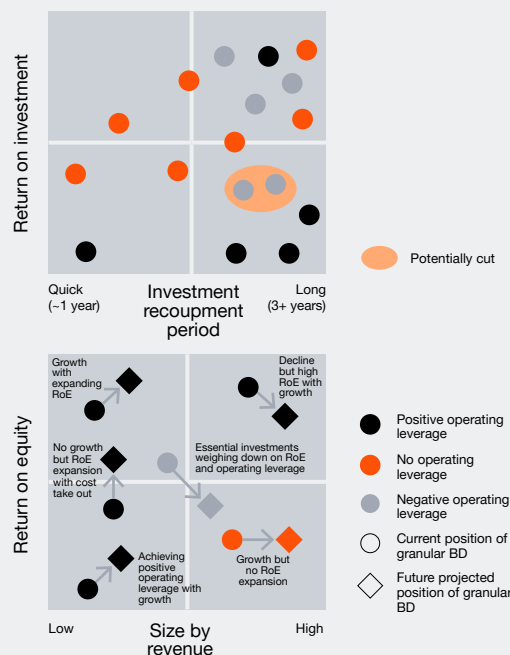 Return on investment
Quick
(~1 year)
Investment
recoupment
period
Long
(3+ years)
Potentially cut
Return on equity
Growth
with
expanding
RoE
Decline
but high
RoE with
growth
No growth
but RoE
expansion
with cost
take out
Essential investments
weighing down on RoE
and operating leverage
Achieving
positive
operating
leverage with
growth
Growth but
no RoE
expansion
Low
Size by
revenue
High
Positive operating
leverage
No operating
leverage
Negative operating
leverage
Current position of
granular BD
Future projected
position of granular
BD